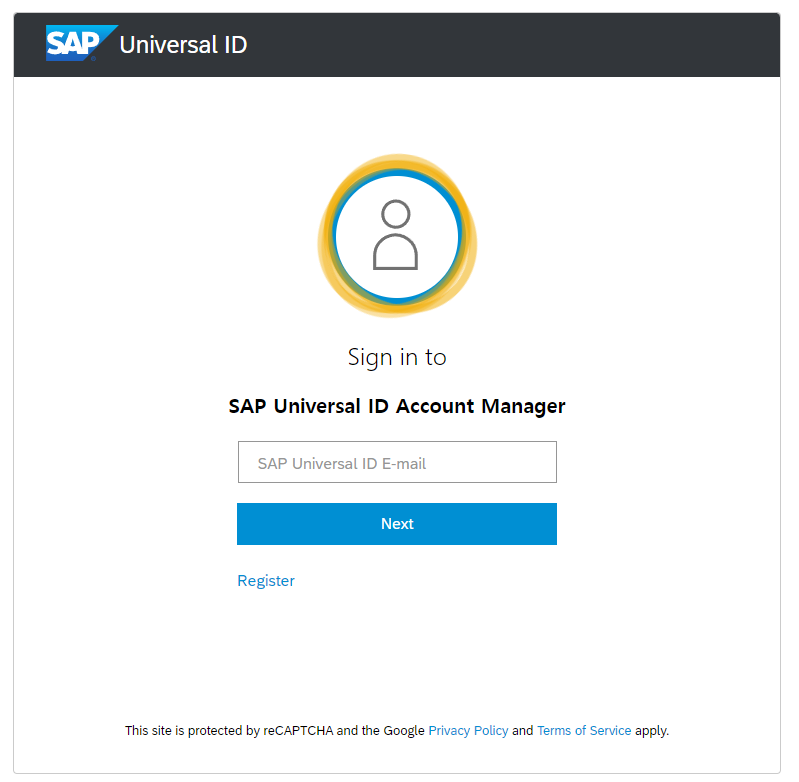 SAP Universal ID
Sign in to
SAP Universal ID Account Manager
SAP Universal ID E-mail
Next
Register
This site is protected by reCAPTCHA and the Google Privacy Policy and Terms of Service apply.